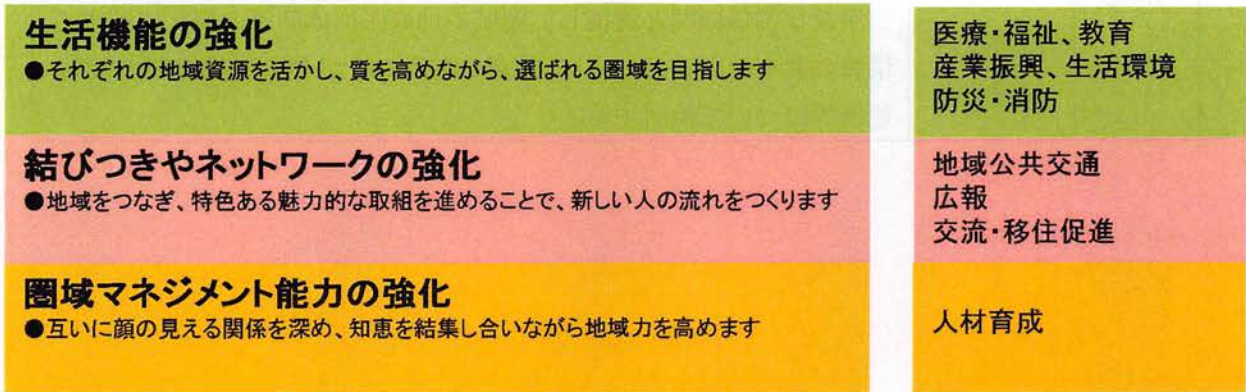 生活機能の強化
●それぞれの地域資源を活かし、質を高めながら、選ばれる圏域を目指します
医療・福祉、教育
産業振興、生活環境
防災・消防
結びつきやネットワークの強化
●地域をつなぎ、特色ある魅力的な取組を進めることで、新しい人の流れをつくります
地域公共交通
広報
交流・移住促進
圏域マネジメント能力の強化
●互いに顔の見える関係を深め、知恵を結集し合いながら地域力を高めます
人材育成